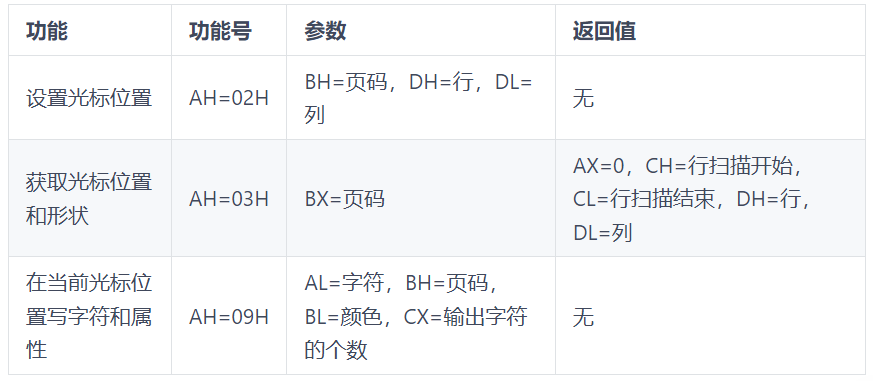 功能 功能号 参数 返回值
设置光标位置 AH=02H BH=页码，DH=行，DL=
列 无
获取光标位置
和形状 AH=03H BX=页码 AX=0，CH=行扫描开始，
CL=行扫描结束，DH=行，
DL=列
在当前光标位
置写字符和属
性 AH=09H AL=字符，BH=页码，
BL=颜色，CX=输出字符
的个数 无